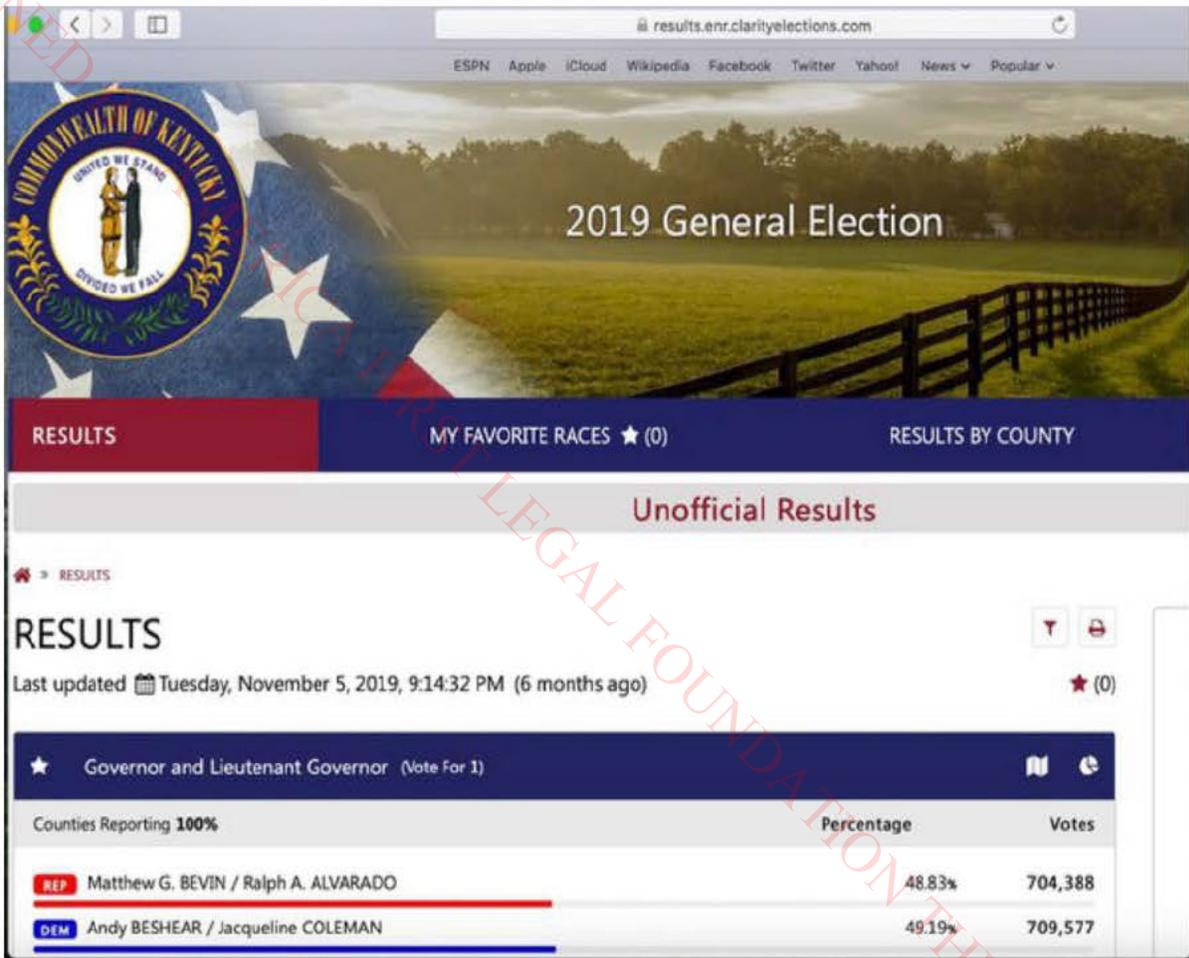 results.enr.clarityelections.com
ESPN Apple iCloud Wikipedia Facebook Twitter Yahoo! News Popular
COMMONWEALTH OF KENTUCKY
UNITED WE STAND
DIVIDED WE FALL
2019 General Election
RESULTS MY FAVORITE RACES (0) RESULTS BY COUNTY
Unofficial Results
» RESULTS
RESULTS
Last updated Tuesday, November 5, 2019, 9:14:32 PM (6 months ago) (0)
Governor and Lieutenant Governor (Vote For 1)
Counties Reporting 100% Percentage Votes
REP Matthew G. BEVIN / Ralph A. ALVARADO 48.83% 704,388
DEM Andy BESHEAR / Jacqueline COLEMAN 49.19% 709,577
LEGAL FOUNDATION